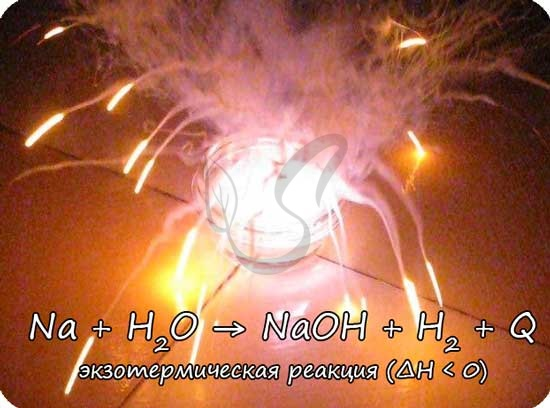 Na + H₂O → NaOH + H₂ + Q
экзотермическая реакция (ΔH < 0)